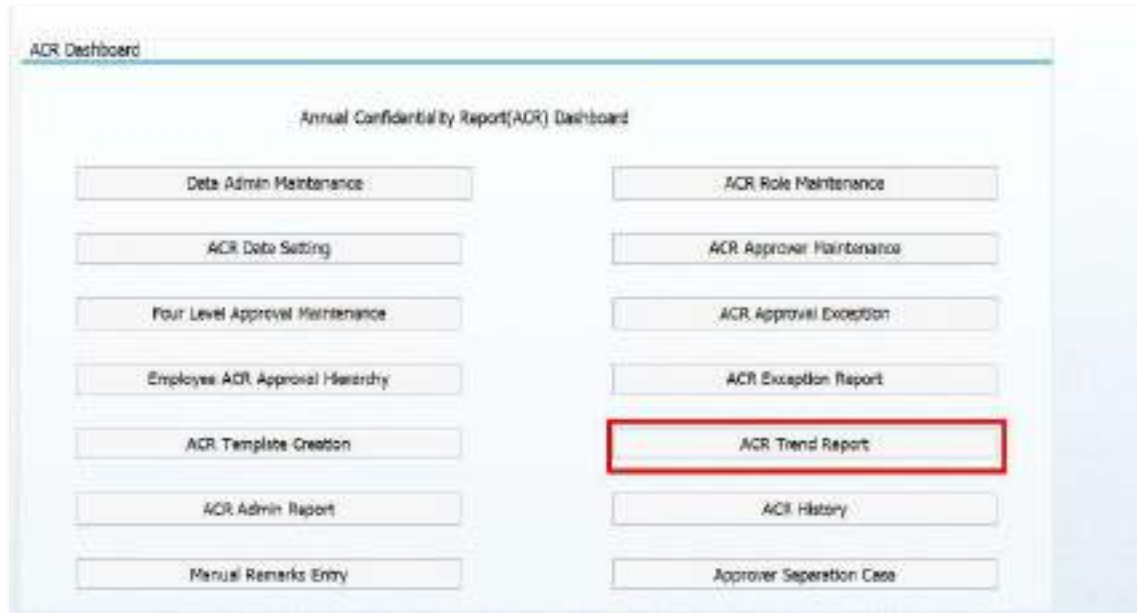 ACR Dashboard
Annual Confidentiality Report(ACR) Dashboard
Data Admin Maintenance
ACR Role Maintenance
ACR Date Setting
ACR Approver Maintenance
Four Level Approval Maintenance
ACR Approval Exception
Employee ACR Approval Hierarchy
ACR Exception Report
ACR Template Creation
ACR Trend Report
ACR Admin Report
ACR History
Manual Remarks Entry
Approver Separation Case